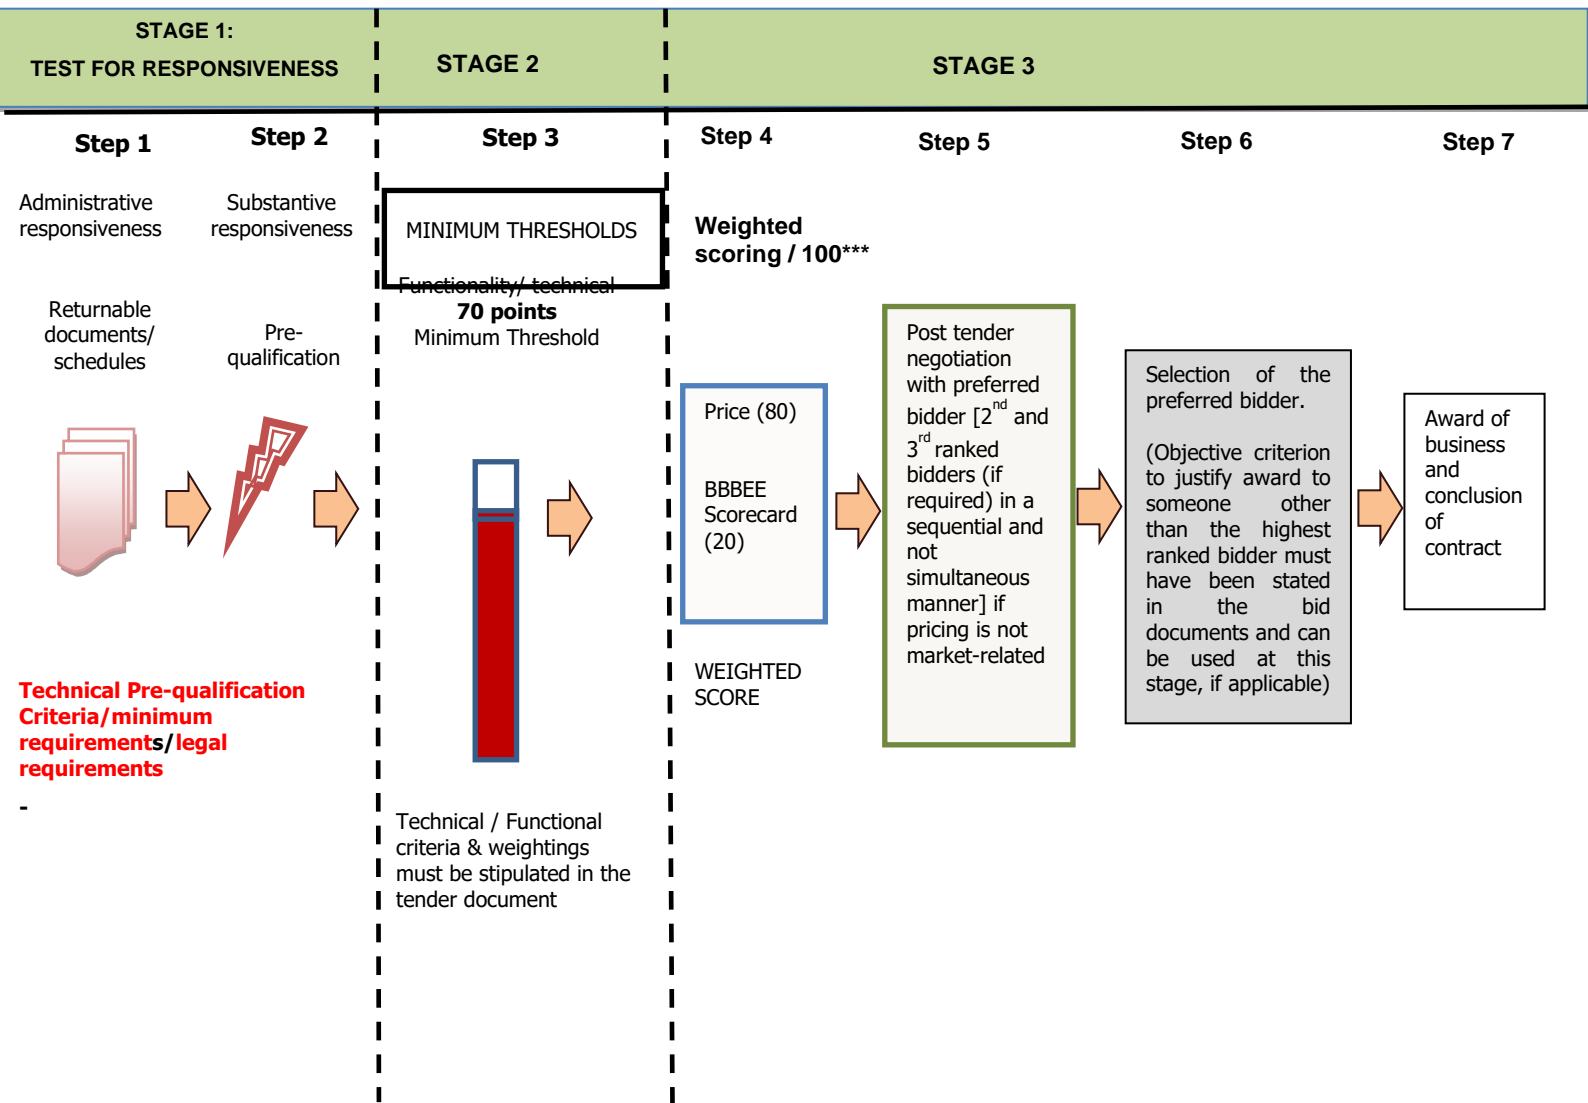 STAGE 1:
TEST FOR RESPONSIVENESS
STAGE 2
STAGE 3
Step 1
Step 2
Step 3
Step 4
Step 5
Step 6
Step 7
Administrative
responsiveness
Returnable
documents/
schedules
Substantive
responsiveness
Pre-
qualification
Technical Pre-qualification
Criteria/minimum
requirements/legal
requirements
-
MINIMUM THRESHOLDS
Functionality/ technical
70 points
Minimum Threshold
Technical / Functional
criteria & weightings
must be stipulated in the
tender document
Weighted
scoring / 100***
Price (80)
BBBEE
Scorecard
(20)
WEIGHTED
SCORE
Post tender
negotiation
with preferred
bidder [2nd and
3rd ranked
bidders (if
required) in a
sequential and
not
simultaneous
manner] if
pricing is not
market-related
Selection of the
preferred bidder.
(Objective criterion
to justify award to
someone other
than the highest
ranked bidder must
have been stated
in the bid
documents and can
be used at this
stage, if applicable)
Award of
business
and
conclusion
of
contract